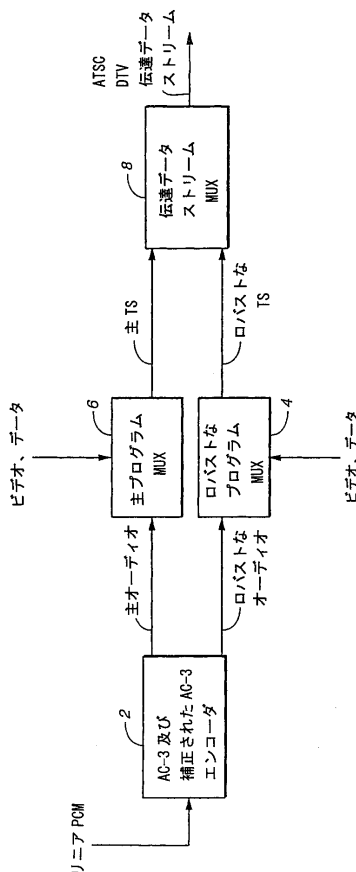 リニア PCM
2
AC-3 及び
補正された AC-3
エンコーダ
主オーディオ
ロバストな
オーディオ
ビデオ、データ
6
主プログラム
MUX
ロバストな
プログラム
MUX
4
ビデオ、データ
主 TS
ロバストな
TS
8
伝達データ
ストリーム
MUX
ATSC
DTV
伝達データ
ストリーム